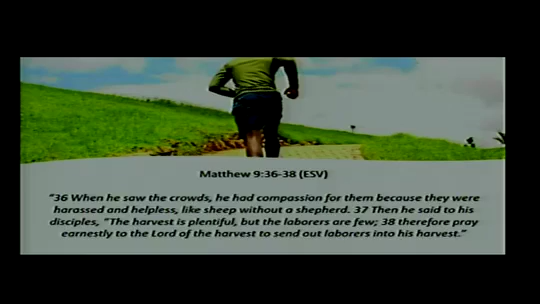 Matthew 9:36-38 (ESV)
"36 When he saw the crowds, he had compassion for them because they were
harassed and helpless, like sheep without a shepherd. 37 Then he said to his
disciples, "The harvest is plentiful, but the laborers are few; 38 therefore pray
earnestly to the Lord of the harvest to send out laborers into his harvest."